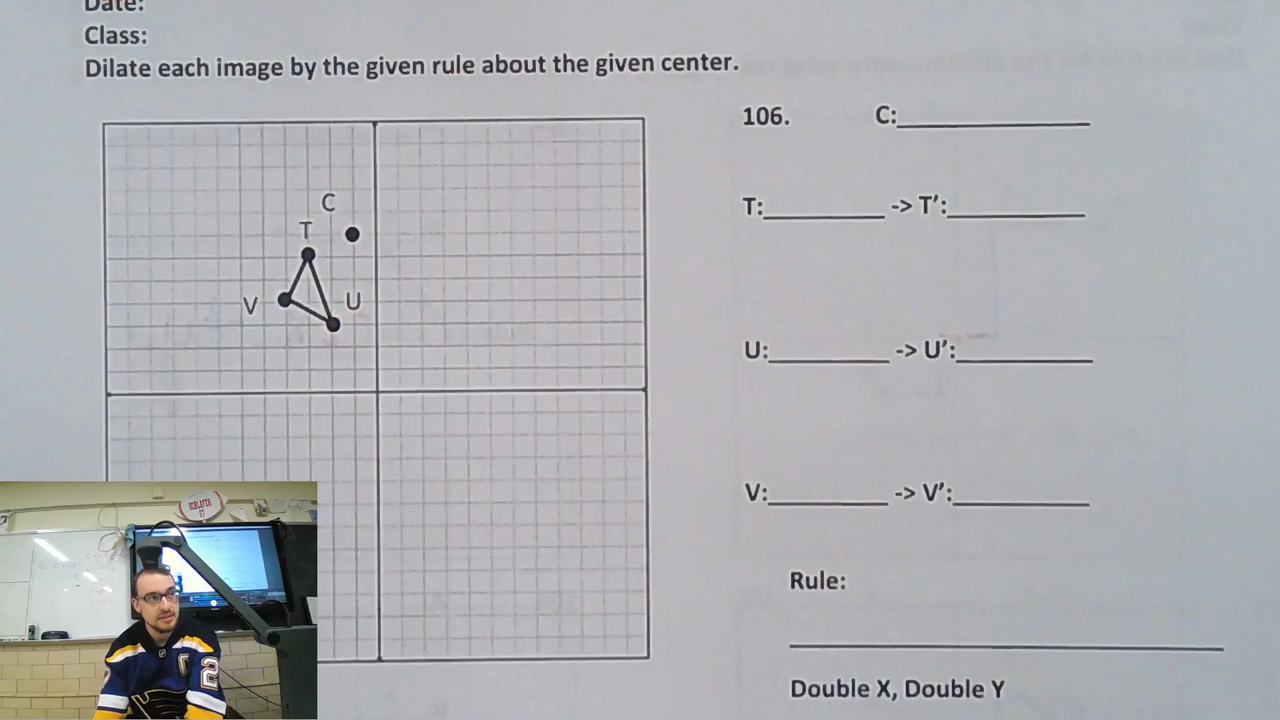 Date:
Class:
Dilate each image by the given rule about the given center.
106. C:
C
T: -> T':
T
V U
U: -> U':
V: -> V':
Rule:
Double X, Double Y